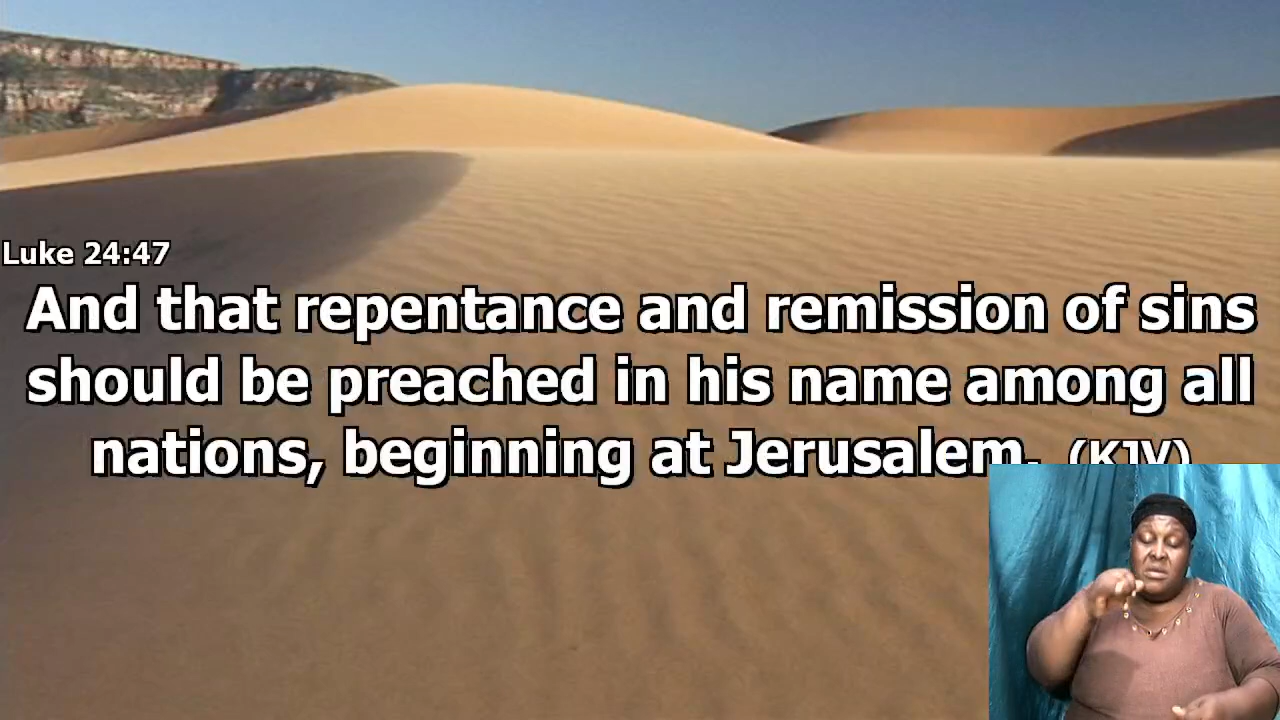 Luke 24:47
And that repentance and remission of sins
should be preached in his name among all
nations, beginning at Jerusalem. (KJV)